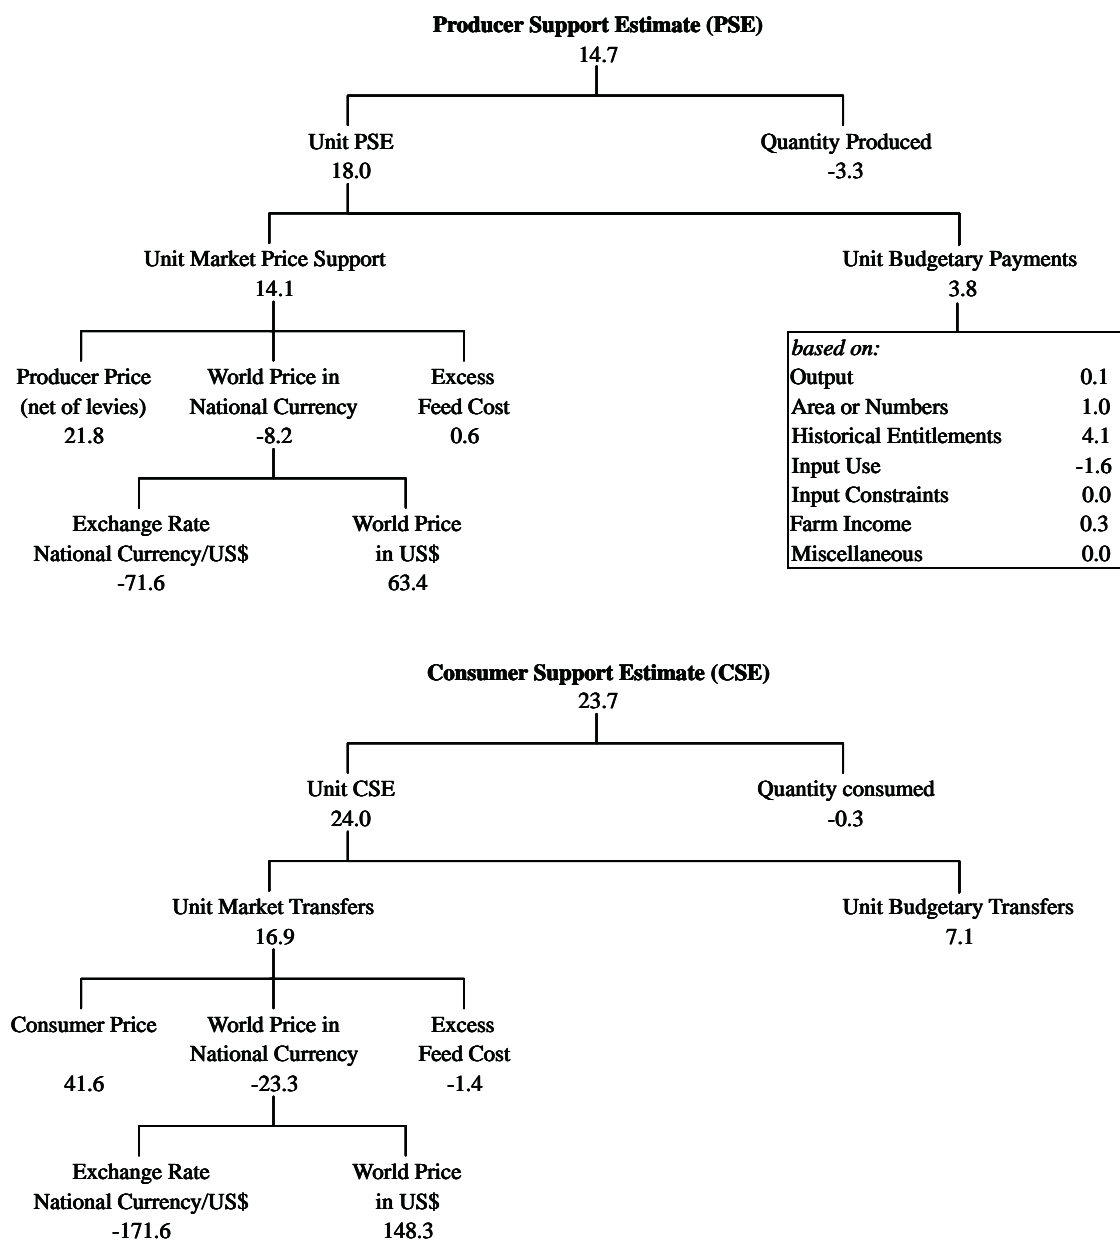 Producer Support Estimate (PSE)
14.7
Unit PSE
Quantity Produced
18.0
-3.3
Unit Market Price Support
Unit Budgetary Payments
14.1
3.8
based on:
Producer Price
World Price in
Excess
Output 0.1
(net of levies)
National Currency
Feed Cost
Area or Numbers 1.0
21.8
-8.2
0.6
Historical Entitlements 4.1
Input Use -1.6
Input Constraints 0.0
Exchange Rate
World Price
Farm Income 0.3
National Currency/US$
in US$
Miscellaneous 0.0
-71.6
63.4
Consumer Support Estimate (CSE)
23.7
Unit CSE
Quantity consumed
24.0
-0.3
Unit Market Transfers
Unit Budgetary Transfers
16.9
7.1
Consumer Price
World Price in
Excess
National Currency
Feed Cost
41.6
-23.3
-1.4
Exchange Rate
World Price
National Currency/US$
in US$
-171.6
148.3